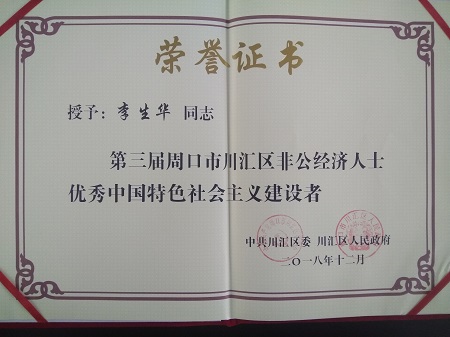 荣誉证书
授予：李生华 同志
第三届周口市川汇区非公经济人士
优秀中国特色社会主义建设者
中共川汇区委 川汇区人民政府
二〇一八年十二月